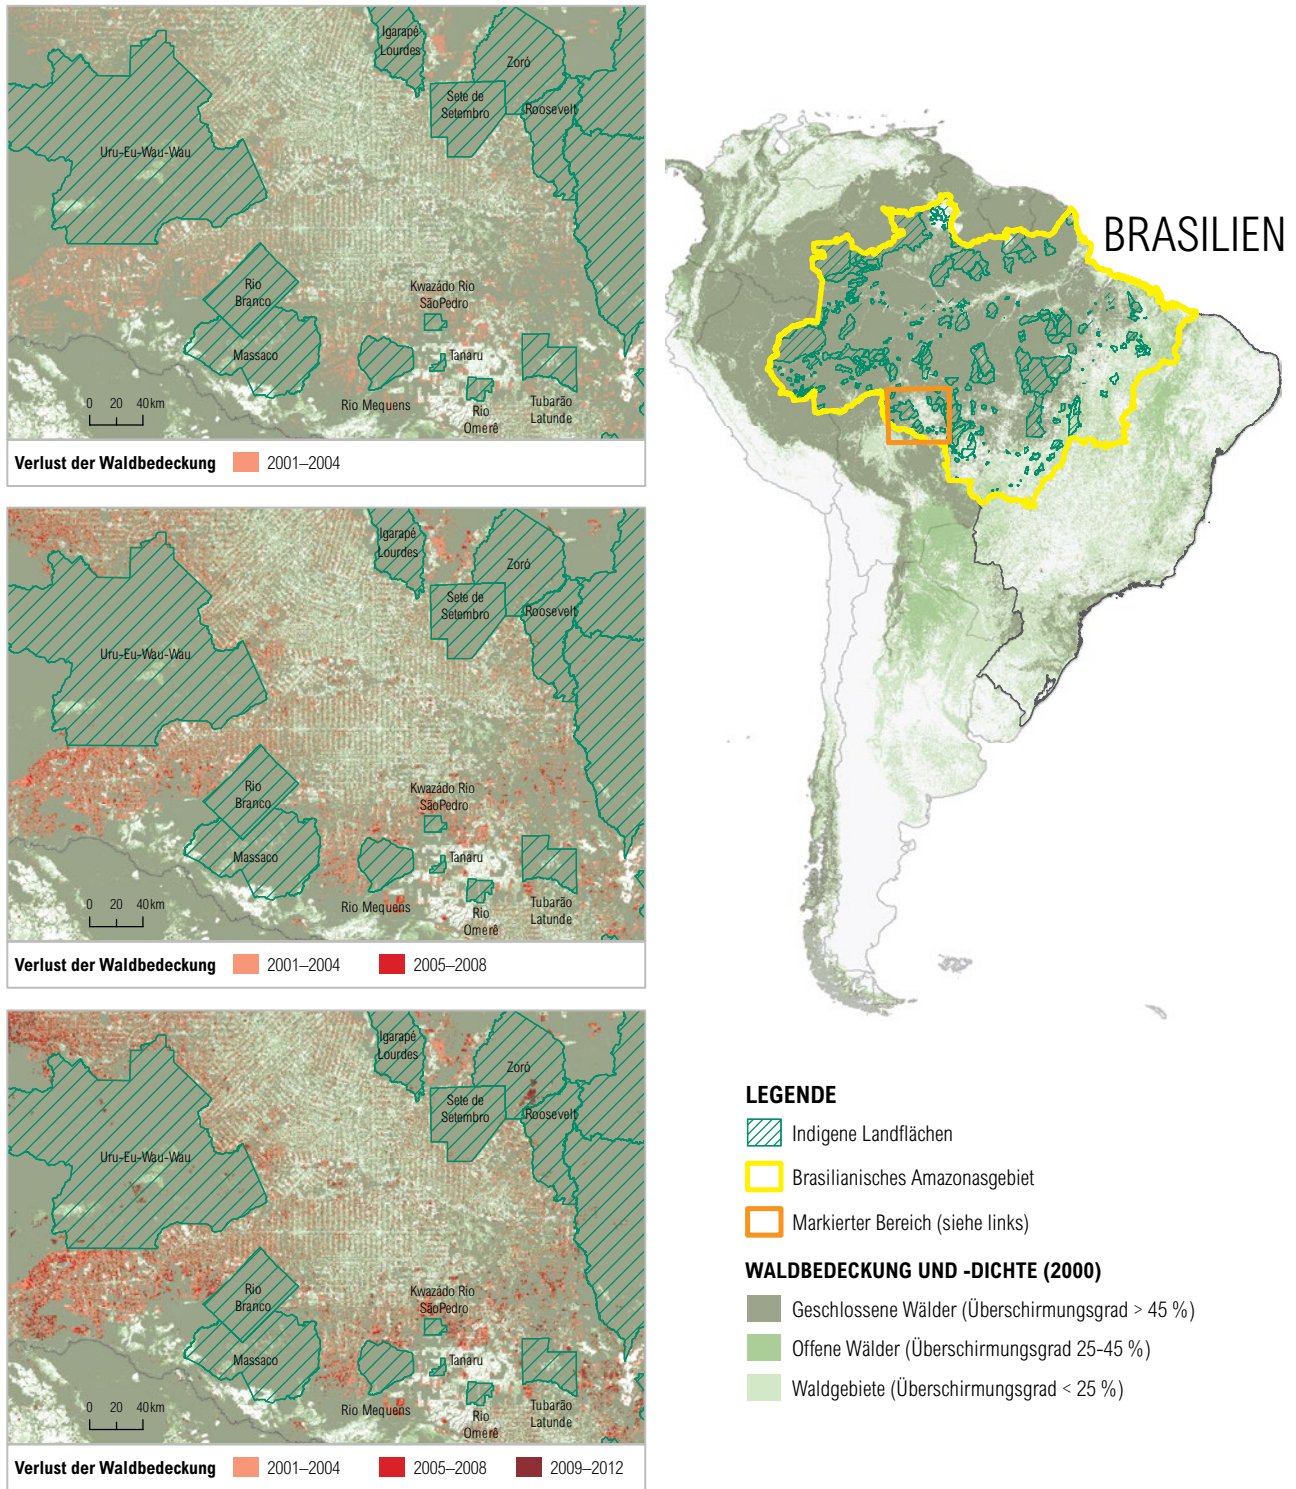 Igarapé
Lourdes
Zoró
Sete de
Setembro
Roosevelt
Uru-Eu-Wau-Wau
Rio
Branco
Kwazádo Rio
SãoPedro
Massaco
Tanaru
Rio Mequens
Rio
Omerê
Tubarão
Latunde
0 20 40km
Verlust der Waldbedeckung 2001–2004
Igarapé
Lourdes
Zoró
Sete de
Setembro
Roosevelt
Uru-Eu-Wau-Wau
Rio
Branco
Kwazádo Rio
SãoPedro
Massaco
Tanaru
Rio Mequens
Rio
Omerê
Tubarão
Latunde
0 20 40km
Verlust der Waldbedeckung 2001–2004 2005–2008
Igarapé
Lourdes
Zoró
Sete de
Setembro
Roosevelt
Uru-Eu-Wau-Wau
Rio
Branco
Kwazádo Rio
SãoPedro
Massaco
Tanaru
Rio Mequens
Rio
Omerê
Tubarão
Latunde
0 20 40km
Verlust der Waldbedeckung 2001–2004 2005–2008 2009–2012
BRASILIEN
LEGENDE
Indigene Landflächen
Brasilianisches Amazonasgebiet
Markierter Bereich (siehe links)
WALDBEDECKUNG UND -DICHTE (2000)
Geschlossene Wälder (Überschirmungsgrad > 45 %)
Offene Wälder (Überschirmungsgrad 25-45 %)
Waldgebiete (Überschirmungsgrad < 25 %)